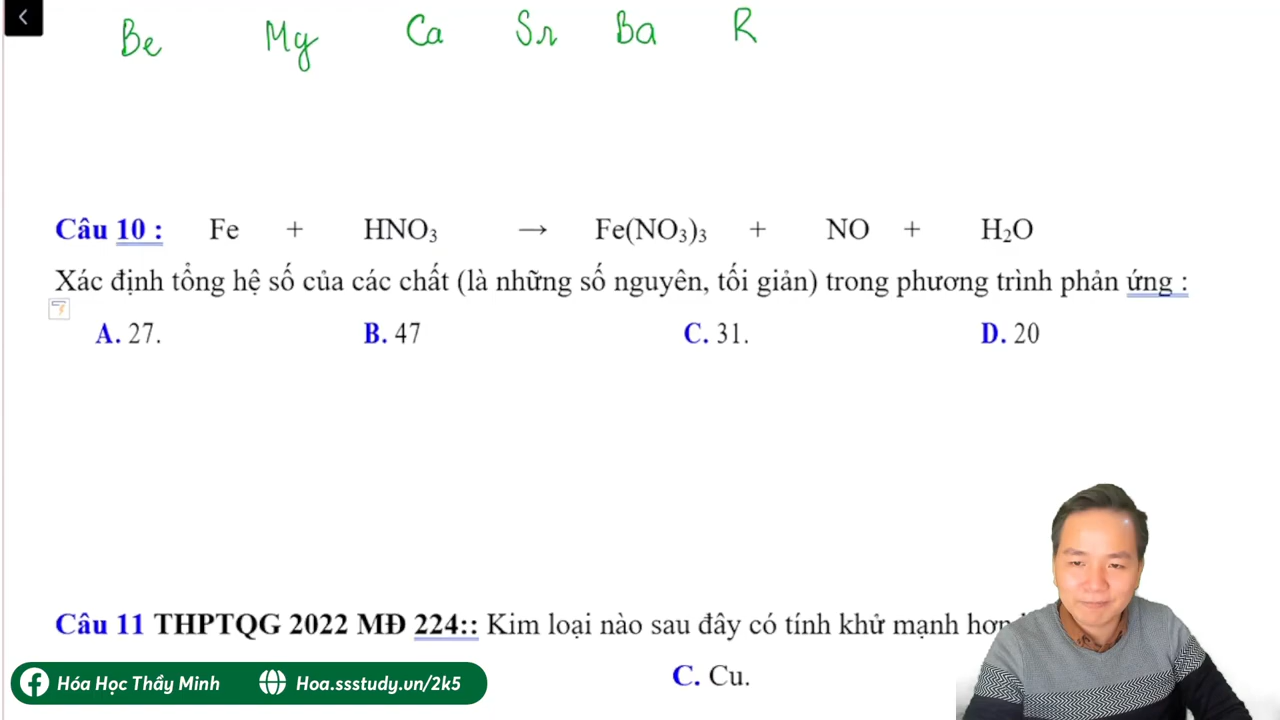 Be Mg Ca Sr Ba R
Câu 10 : Fe + HNO₃ → Fe(NO₃)₃ + NO + H₂O
Xác định tổng hệ số của các chất (là những số nguyên, tối giản) trong phương trình phản ứng :
A. 27. B. 47 C. 31. D. 20
Câu 11 THPTQG 2022 MĐ 224:: Kim loại nào sau đây có tính khử mạnh hơn
C. Cu.
Hóa Học Thầy Minh Hoa.ssstudy.vn/2k5